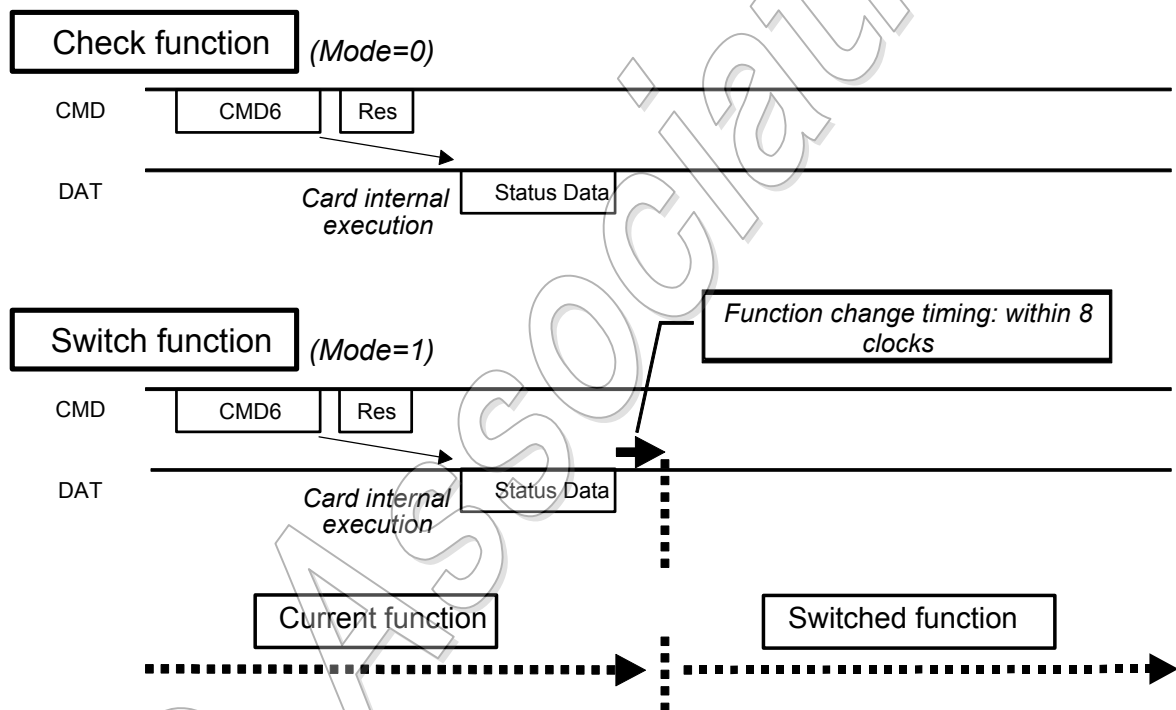 Check function (Mode=0)
CMD CMD6 Res
DAT Card internal execution Status Data
Function change timing: within 8
clocks
Switch function (Mode=1)
CMD CMD6 Res
DAT Card internal execution Status Data
Current function Switched function
Associati